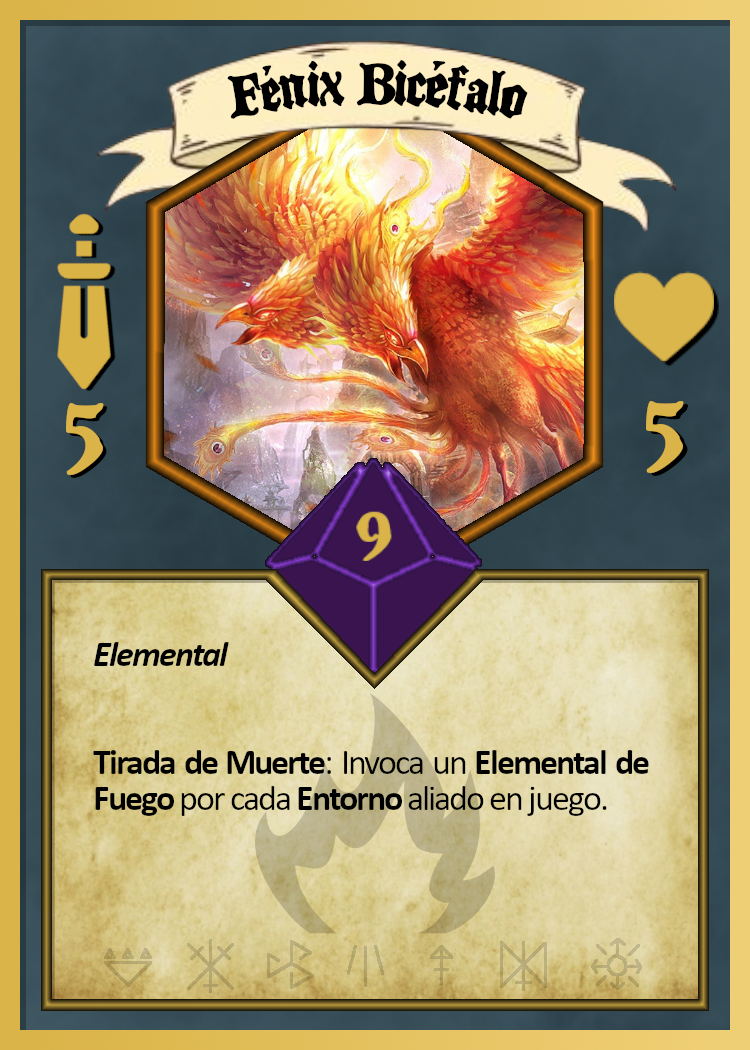 Fénix Bicéfalo
5
5
9
Elemental
Tirada de Muerte: Invoca un Elemental de
Fuego por cada Entorno aliado en juego.